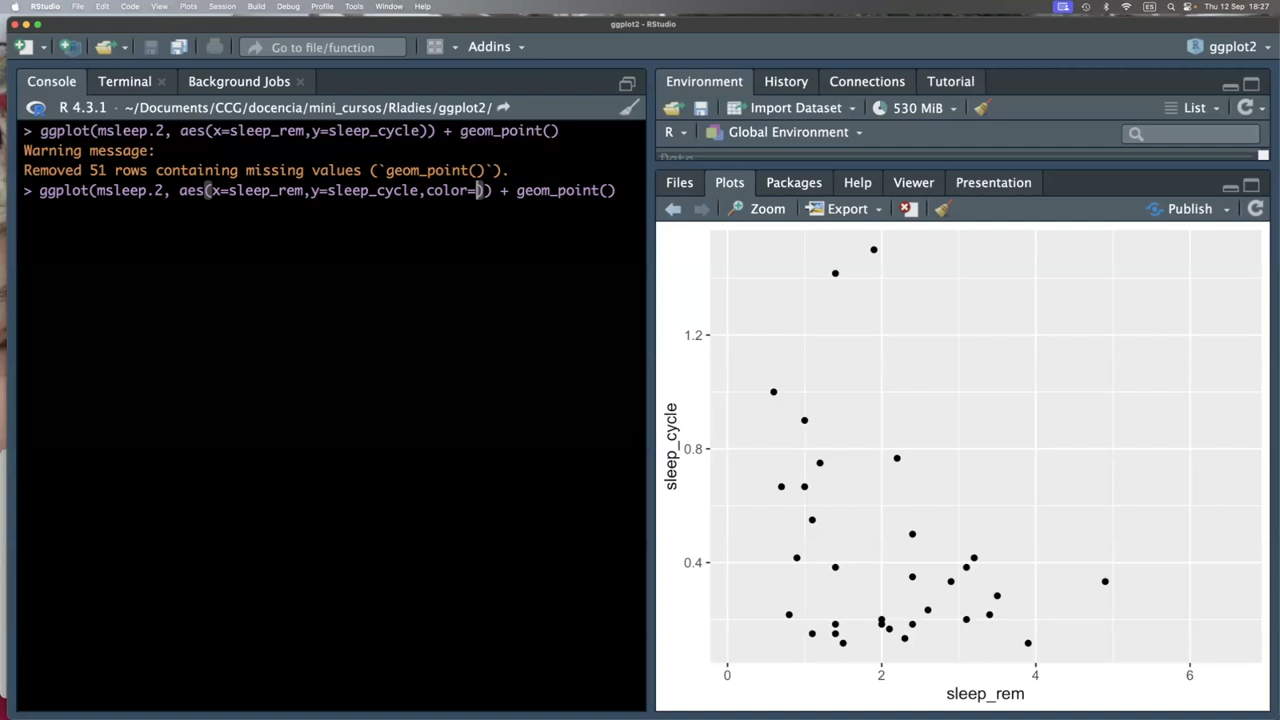 RStudio File Edit Code View Plots Session Build Debug Profile Tools Window Help
Thu 12 Sep 18:27
ggplot2 - RStudio
Go to file/function
Addins
ggplot2
Console Terminal Background Jobs
R 4.3.1 · ~/Documents/CCG/docencia/mini_cursos/Rladies/ggplot2/
> ggplot(msleep.2, aes(x=sleep_rem,y=sleep_cycle)) + geom_point()
Warning message:
Removed 51 rows containing missing values (`geom_point()`).
> ggplot(msleep.2, aes(x=sleep_rem,y=sleep_cycle,color=)) + geom_point()
Environment History Connections Tutorial
Import Dataset 530 MiB List
R Global Environment
Files Plots Packages Help Viewer Presentation
Zoom Export Publish
1.2
0.8
0.4
sleep_cycle
0 2 4 6
sleep_rem